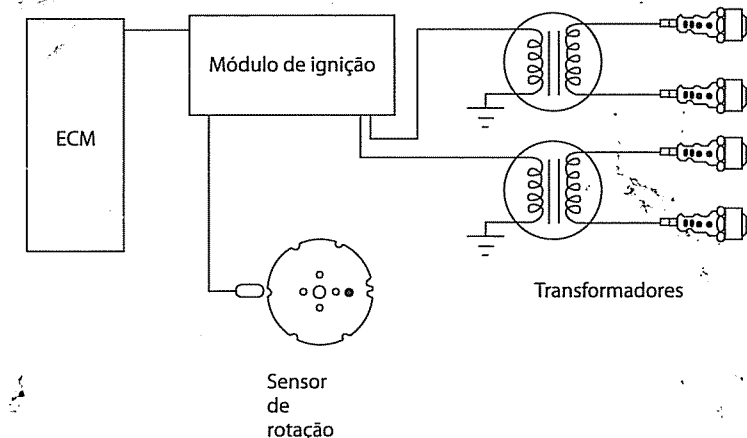 Módulo de ignição
ECM
Transformadores
Sensor
de
rotação